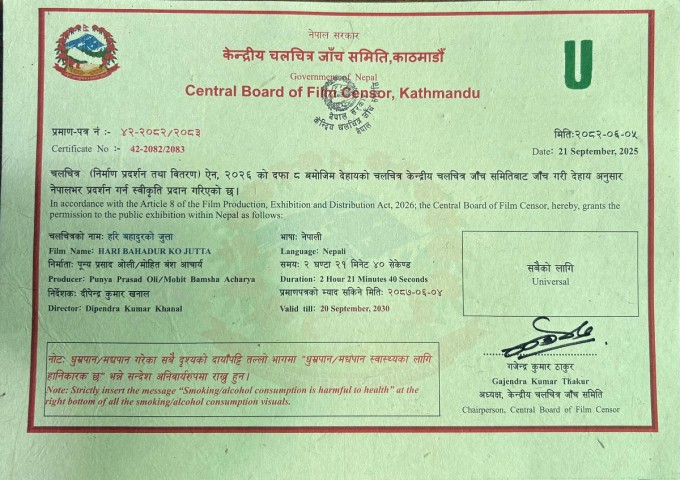 नेपाल सरकार
केन्द्रीय चलचित्र जाँच समिति, काठमाडौं
Government of Nepal
Central Board of Film Censor, Kathmandu
U
प्रमाण-पत्र नं :- ४२-२०८२/२०८३
मिति:२०८२-०६-०५
Certificate No :- 42-2082/2083
Date: 21 September, 2025
चलचित्र (निर्माण प्रदर्शन तथा वितरण) ऐन, २०२६ को दफा ८ बमोजिम देहायको चलचित्र केन्द्रीय चलचित्र जाँच समितिबाट जाँच गरी देहाय अनुसार
नेपालभर प्रदर्शन गर्न स्वीकृति प्रदान गरिएको छ।
In accordance with the Article 8 of the Film Production, Exhibition and Distribution Act, 2026; the Central Board of Film Censor, hereby, grants the
permission to the public exhibition within Nepal as follows:
चलचित्रको नाम: हरि बहादुरको जुत्ता
भाषा: नेपाली
Film Name: HARI BAHADUR KO JUTTA
Language: Nepali
निर्माता: पून्य प्रसाद ओली/मोहित बंश आचार्य
समय: २ घण्टा २१ मिनेट ४० सेकेण्ड
Producer: Punya Prasad Oli/Mohit Bamsha Acharya
Duration: 2 Hour 21 Minutes 40 Seconds
निर्देशक: दीपेन्द्र कुमार खनाल
प्रमाणपत्रको म्याद सकिने मिति: २०८७-०६-०४
Director: Dipendra Kumar Khanal
Valid till: 20 September, 2030
सबैको लागि
Universal
नोट: धुम्रपान/मद्यपान गरेका सबै दृश्यको दायाँपट्टि तल्लो भागमा "धुम्रपान/मद्यपान स्वास्थ्यका लागि
हानिकारक छ" भन्ने सन्देश अनिवार्यरुपमा राख्नु हुन।
Note: Strictly insert the message "Smoking/alcohol consumption is harmful to health" at the
right bottom of all the smoking/alcohol consumption visuals.
गजेन्द्र कुमार ठाकुर
Gajendra Kumar Thakur
अध्यक्ष, केन्द्रीय चलचित्र जाँच समिति
Chairperson, Central Board of Film Censor